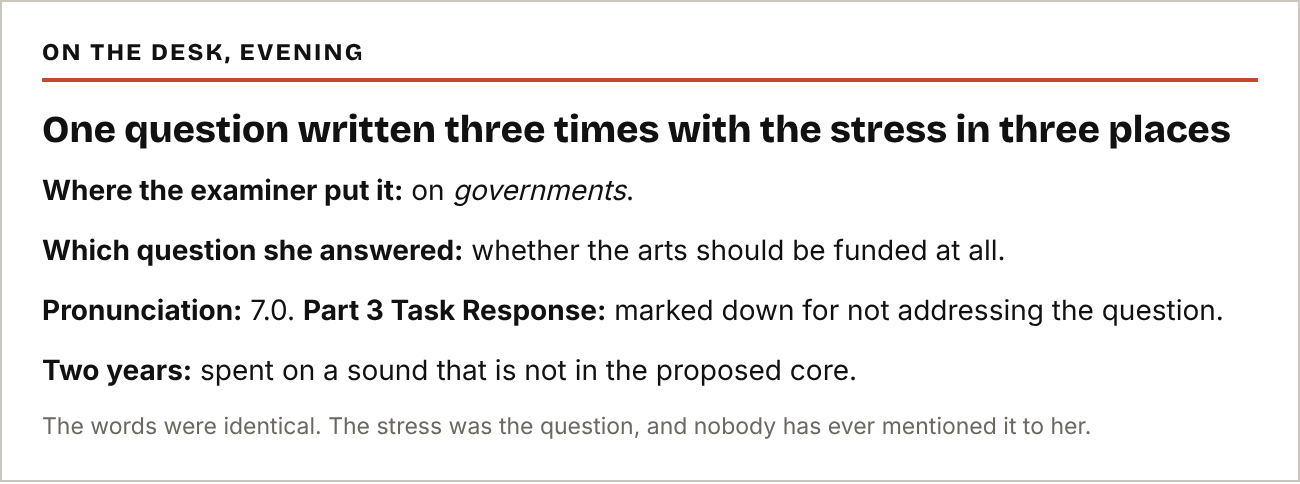 ON THE DESK, EVENING
One question written three times with the stress in three places
Where the examiner put it: on governments.
Which question she answered: whether the arts should be funded at all.
Pronunciation: 7.0. Part 3 Task Response: marked down for not addressing the question.
Two years: spent on a sound that is not in the proposed core.
The words were identical. The stress was the question, and nobody has ever mentioned it to her.